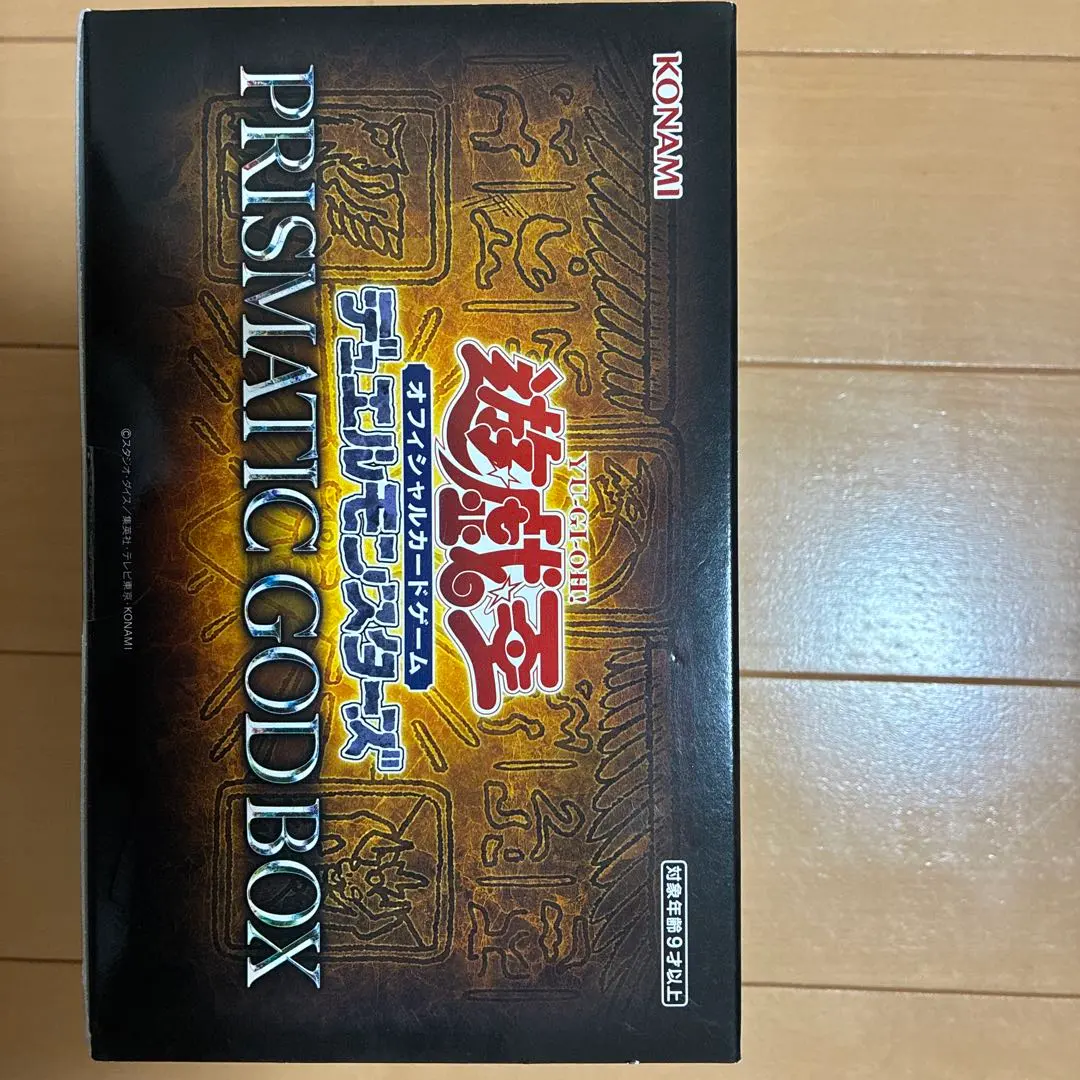 KONAMI
対象年齢9才以上
YU-GI-OH!
遊戯王
オフィシャルカードゲーム
デュエルモンスターズ
PRISMATIC GOD BOX
©スタジオ・ダイス/集英社・テレビ東京・KONAMI